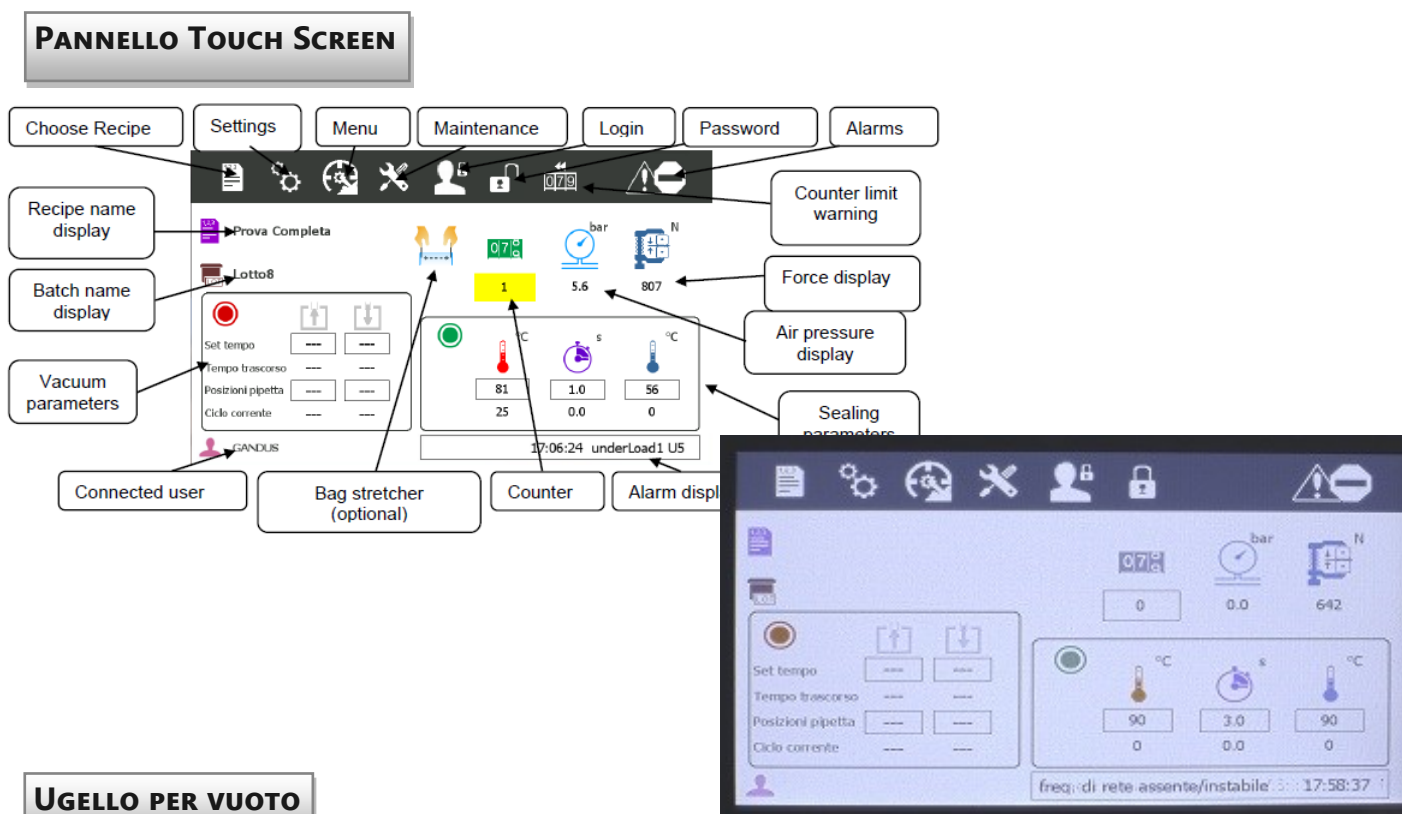 PANNELLO TOUCH SCREEN
Choose Recipe
Settings
Menu
Maintenance
Login
Password
Alarms
079
Counter limit
warning
Recipe name
display
Prova Completa
bar
N
Batch name
display
Lotto8
LOT
1
5.6
807
Force display
Air pressure
display
Set tempo --- ---
Tempo trascorso --- ---
Posizioni pipetta --- ---
Ciclo corrente --- ---
°C
s
°C
81
1.0
56
25
0.0
0
Vacuum
parameters
Sealing
parameters
GANDUS
17:06:24 underLoad1 U5
Connected user
Bag stretcher
(optional)
Counter
Alarm displ
bar
N
0
0.0
642
Set tempo --- ---
Tempo trascorso --- ---
Posizioni pipetta --- ---
Ciclo corrente --- ---
°C
s
°C
90
3.0
90
0
0.0
0
freq. di rete assente/instabile
17:58:37
UGELLO PER VUOTO